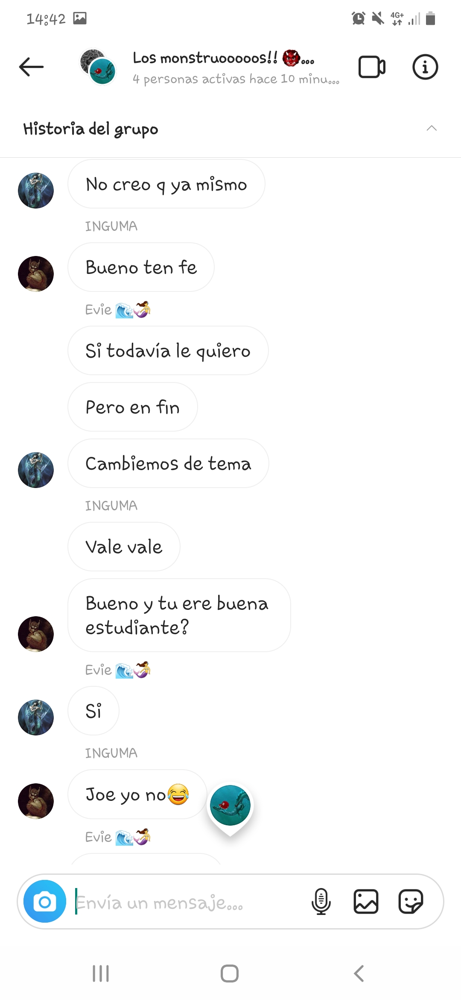 14:42
4G+
Los monstruooooos!! 👹...
4 personas activas hace 10 minu...
Historia del grupo
No creo q ya mismo
INGUMA
Bueno ten fe
Evie 🌊🧜‍♀️
Si todavía le quiero
Pero en fin
Cambiemos de tema
INGUMA
Vale vale
Bueno y tu ere buena
estudiante?
Evie 🌊🧜‍♀️
Si
INGUMA
Joe yo no😂
Evie 🌊🧜‍♀️
Envía un mensaje...